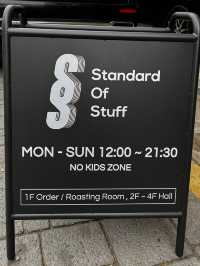 § Standard
Of
Stuff
MON - SUN 12:00 ~ 21:30
NO KIDS ZONE
1F Order / Roasting Room , 2F ~ 4F Hall